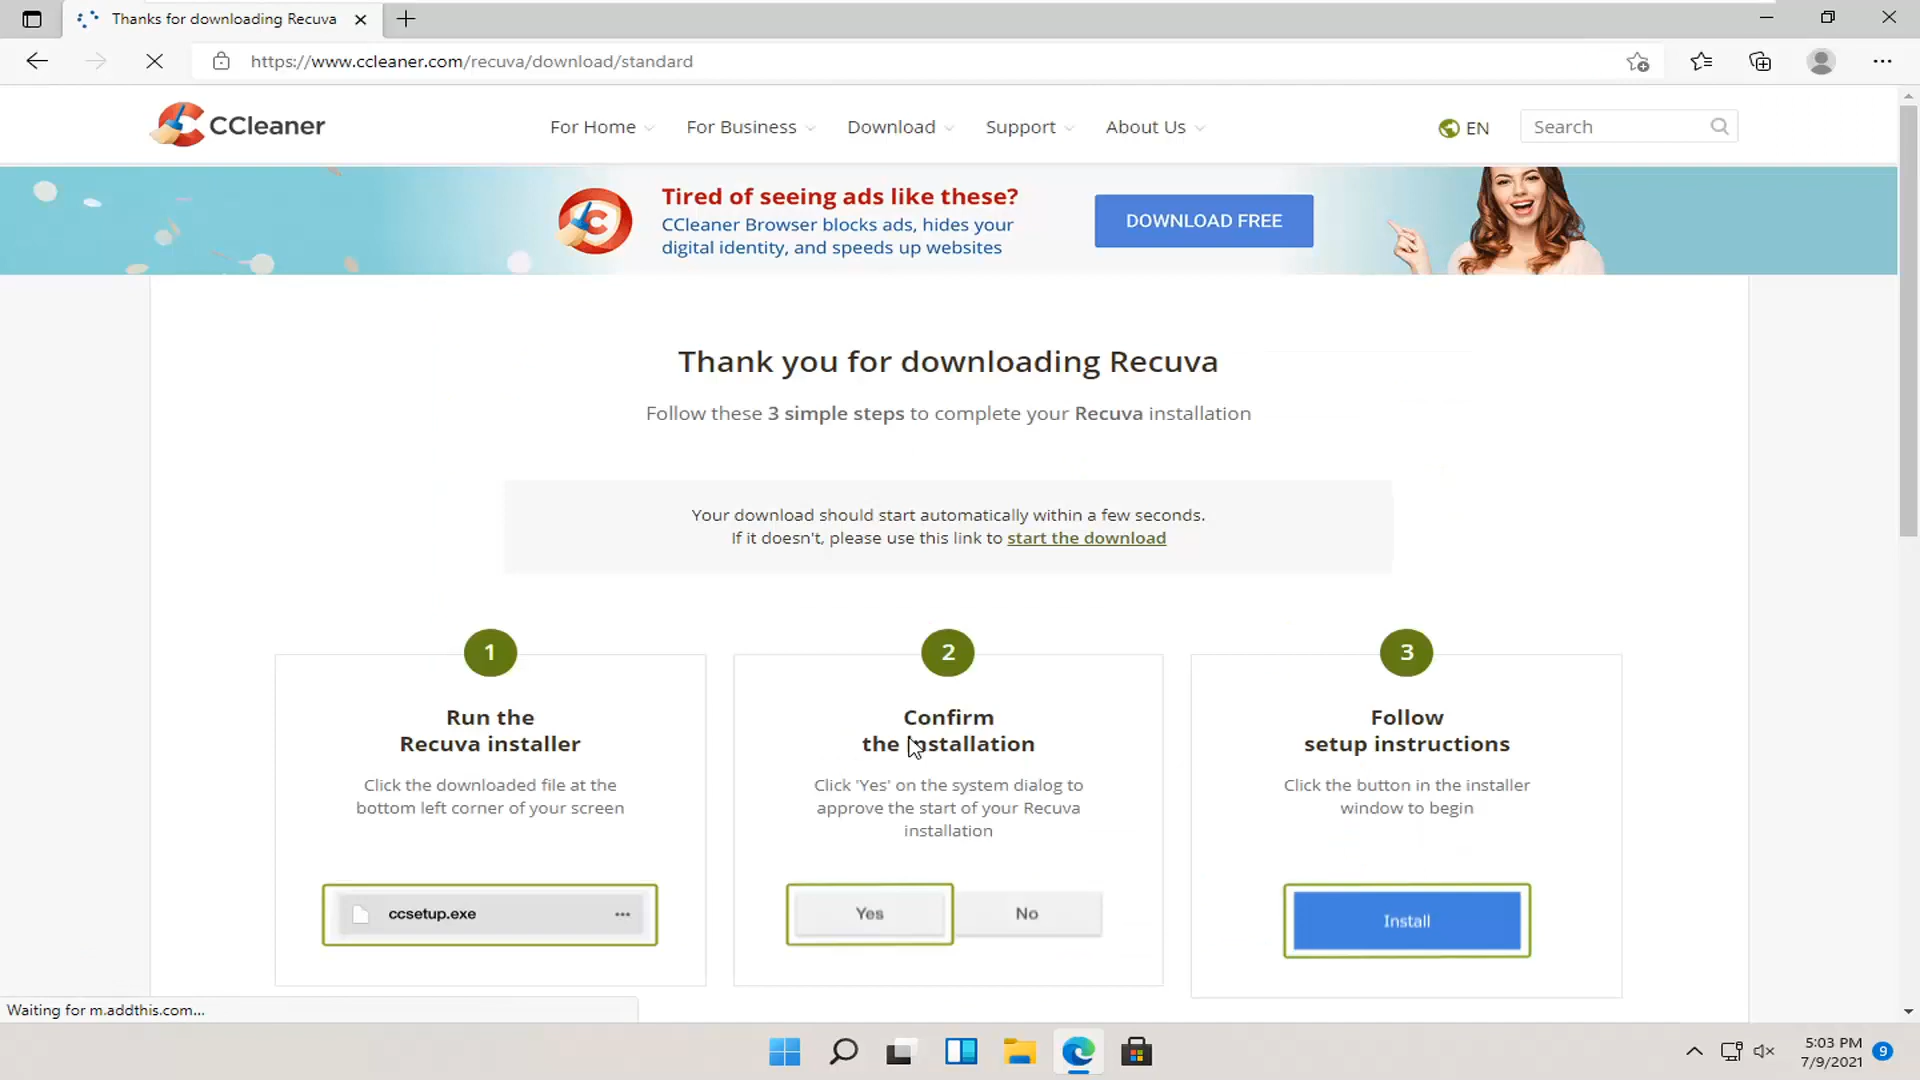 Thanks for downloading Recuva
https://www.ccleaner.com/recuva/download/standard
CCleaner
For Home
For Business
Download
Support
About Us
EN
Search
Tired of seeing ads like these?
CCleaner Browser blocks ads, hides your
digital identity, and speeds up websites
DOWNLOAD FREE
Thank you for downloading Recuva
Follow these 3 simple steps to complete your Recuva installation
Your download should start automatically within a few seconds.
If it doesn't, please use this link to start the download
1
Run the
Recuva installer
Click the downloaded file at the
bottom left corner of your screen
ccsetup.exe
2
Confirm
the installation
Click 'Yes' on the system dialog to
approve the start of your Recuva
installation
Yes
No
3
Follow
setup instructions
Click the button in the installer
window to begin
Install
Waiting for m.addthis.com...
5:03 PM
7/9/2021
9